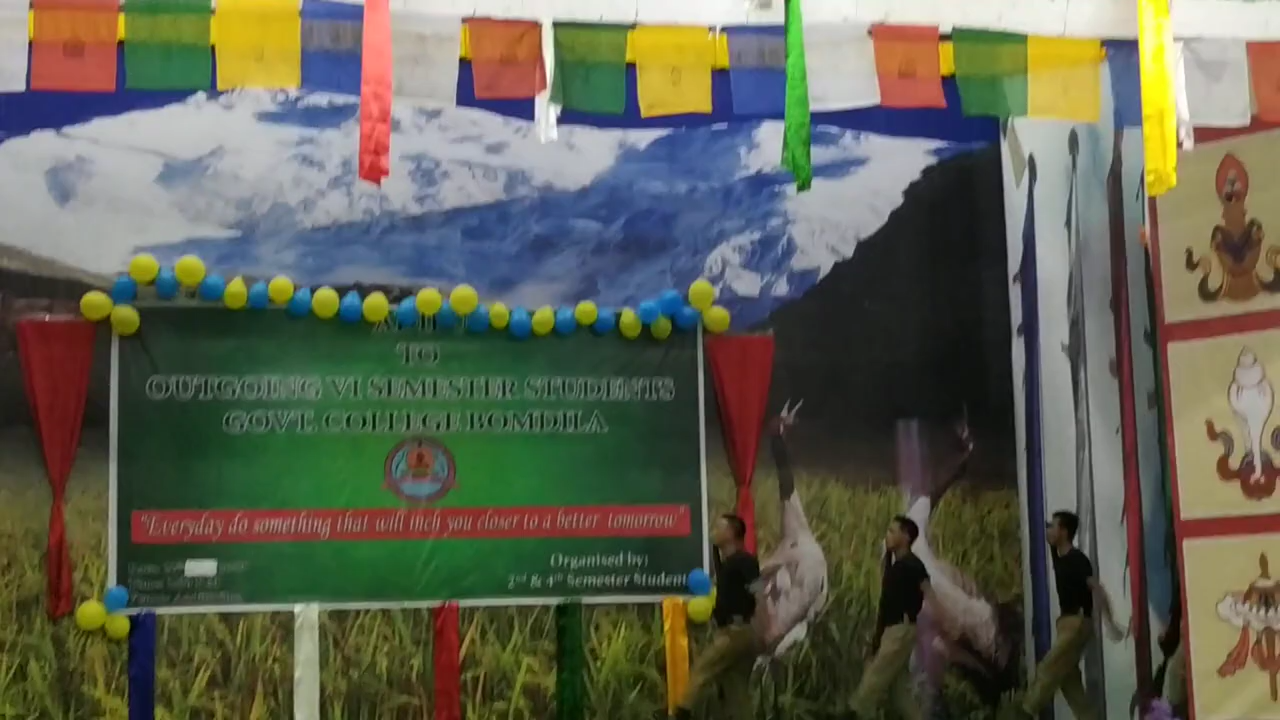 TO
OUTGOING VI SEMESTER STUDENTS
GOVT. COLLEGE BOMDILA
"Everyday do something that will inch you closer to a better tomorrow"
Organised by:
2nd & 4th Semester Student